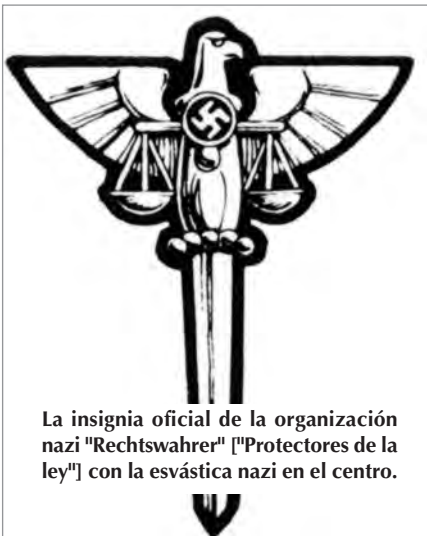 La insignia oficial de la organización
nazi "Rechtswahrer" ["Protectores de la
ley"] con la esvástica nazi en el centro.